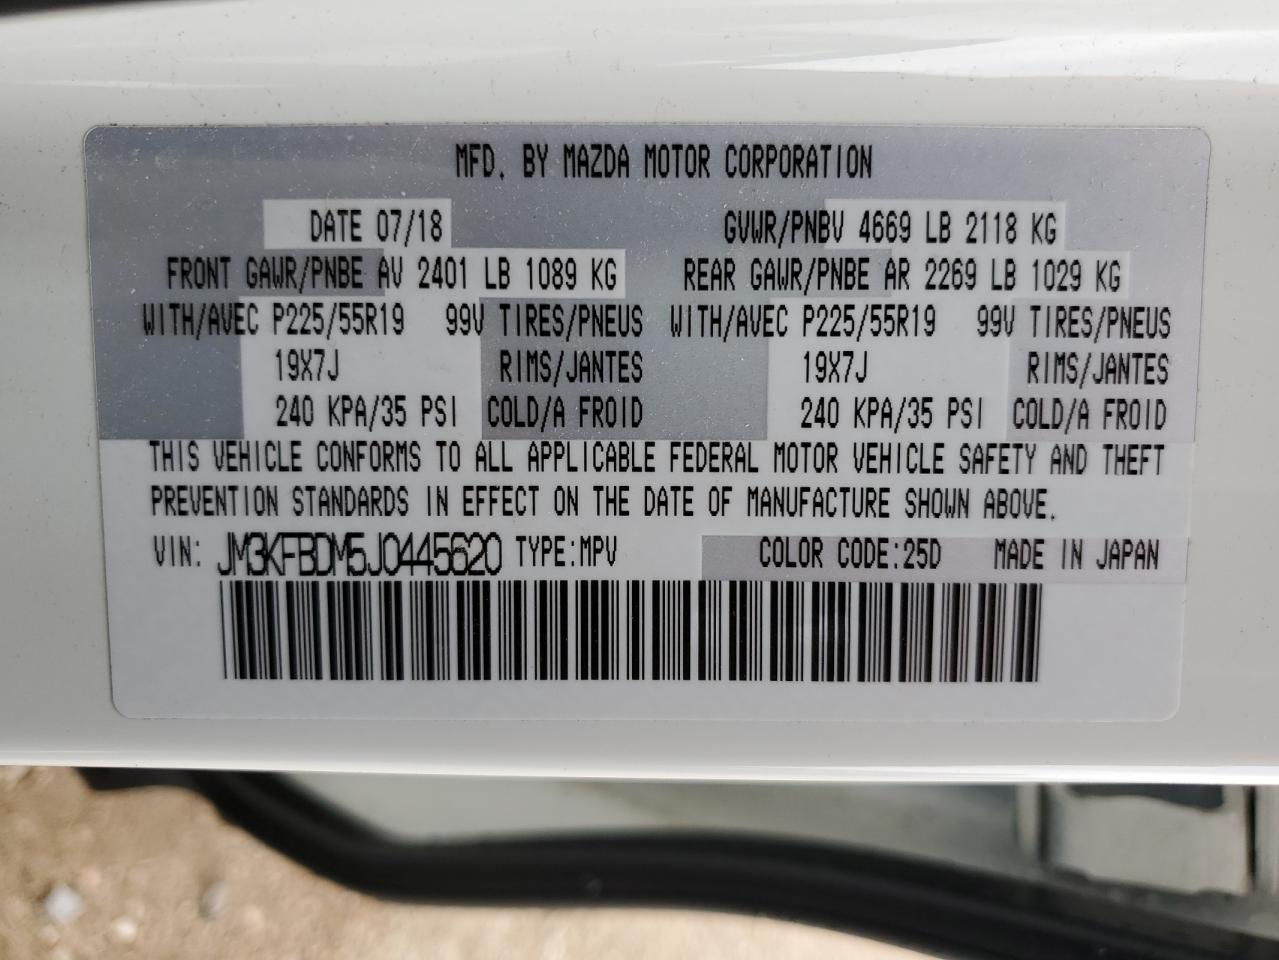 MFD. BY MAZDA MOTOR CORPORATION
DATE 07/18 GVWR/PNBV 4669 LB 2118 KG
FRONT GAWR/PNBE AV 2401 LB 1089 KG REAR GAWR/PNBE AR 2269 LB 1029 KG
WITH/AVEC P225/55R19 99V TIRES/PNEUS WITH/AVEC P225/55R19 99V TIRES/PNEUS
19X7J RIMS/JANTES 19X7J RIMS/JANTES
240 KPA/35 PSI COLD/A FROID 240 KPA/35 PSI COLD/A FROID
THIS VEHICLE CONFORMS TO ALL APPLICABLE FEDERAL MOTOR VEHICLE SAFETY AND THEFT
PREVENTION STANDARDS IN EFFECT ON THE DATE OF MANUFACTURE SHOWN ABOVE.
VIN: JM3KFBDM5J0445620 TYPE:MPV COLOR CODE:25D MADE IN JAPAN